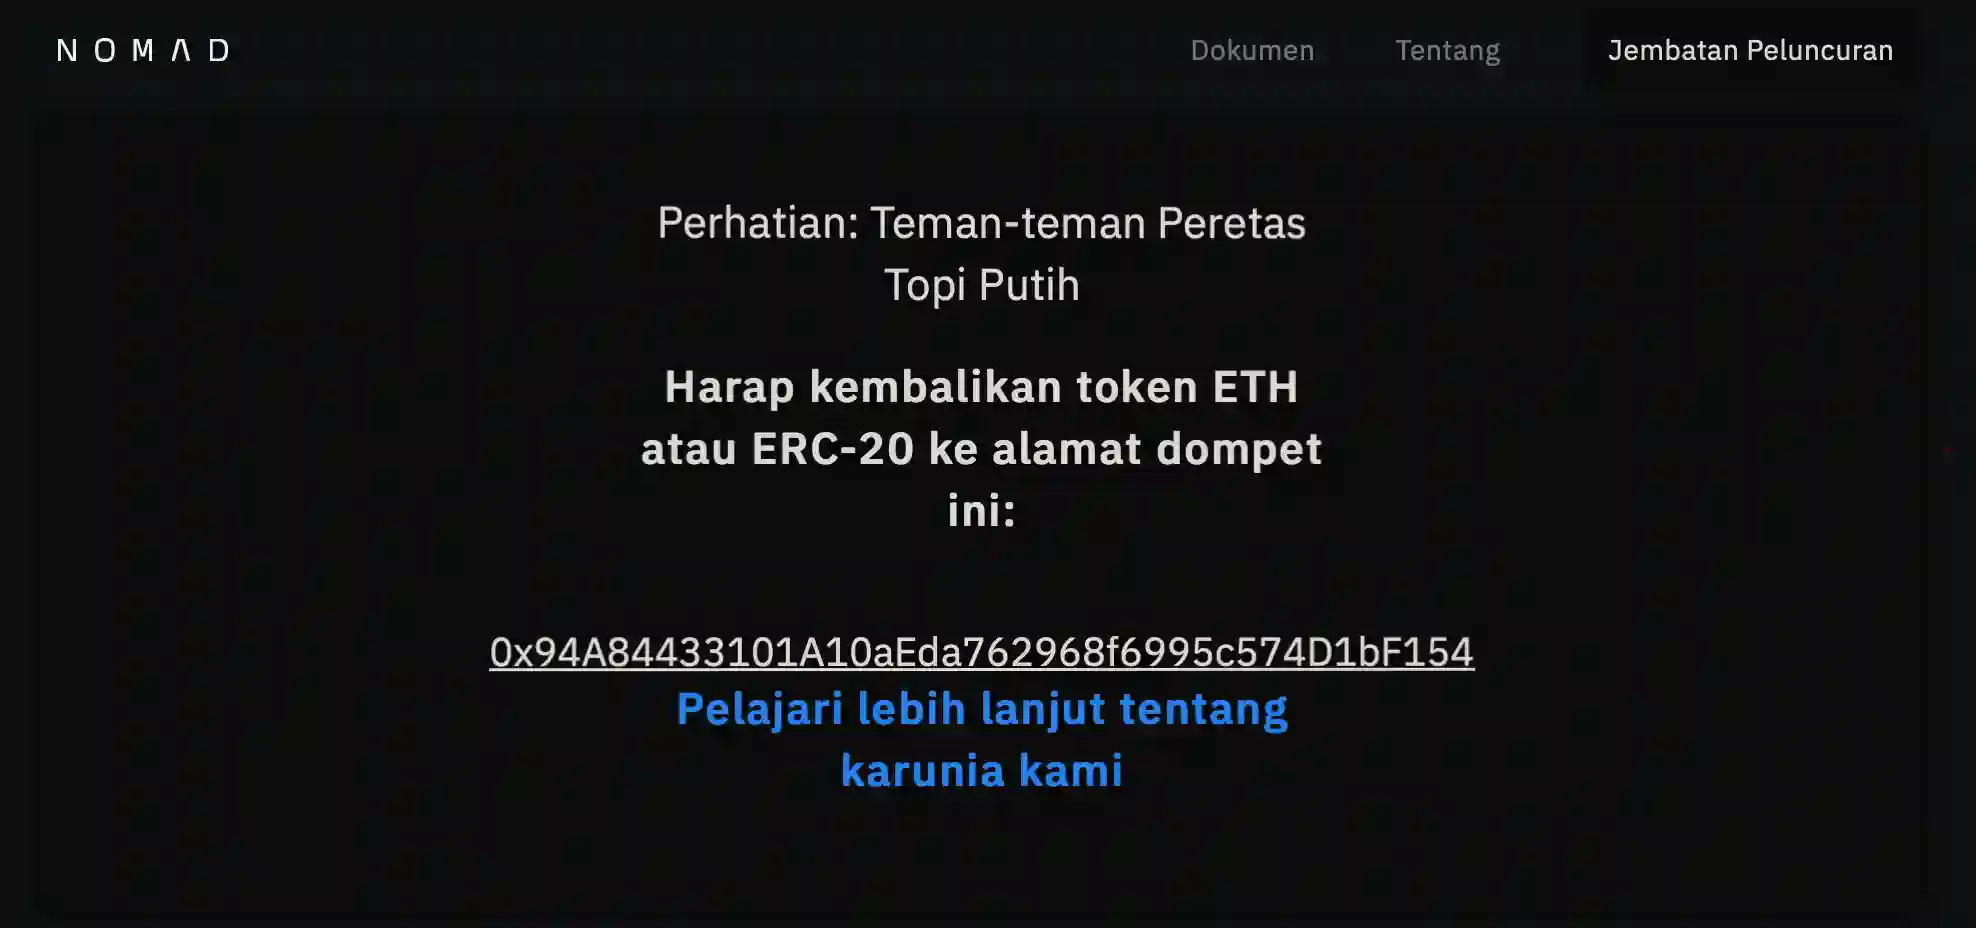 NOMAD
Dokumen
Tentang
Jembatan Peluncuran
Perhatian: Teman-teman Peretas
Topi Putih
Harap kembalikan token ETH
atau ERC-20 ke alamat dompet
ini:
0x94A84433101A10aEda762968f6995c574D1bF154
Pelajari lebih lanjut tentang
karunia kami